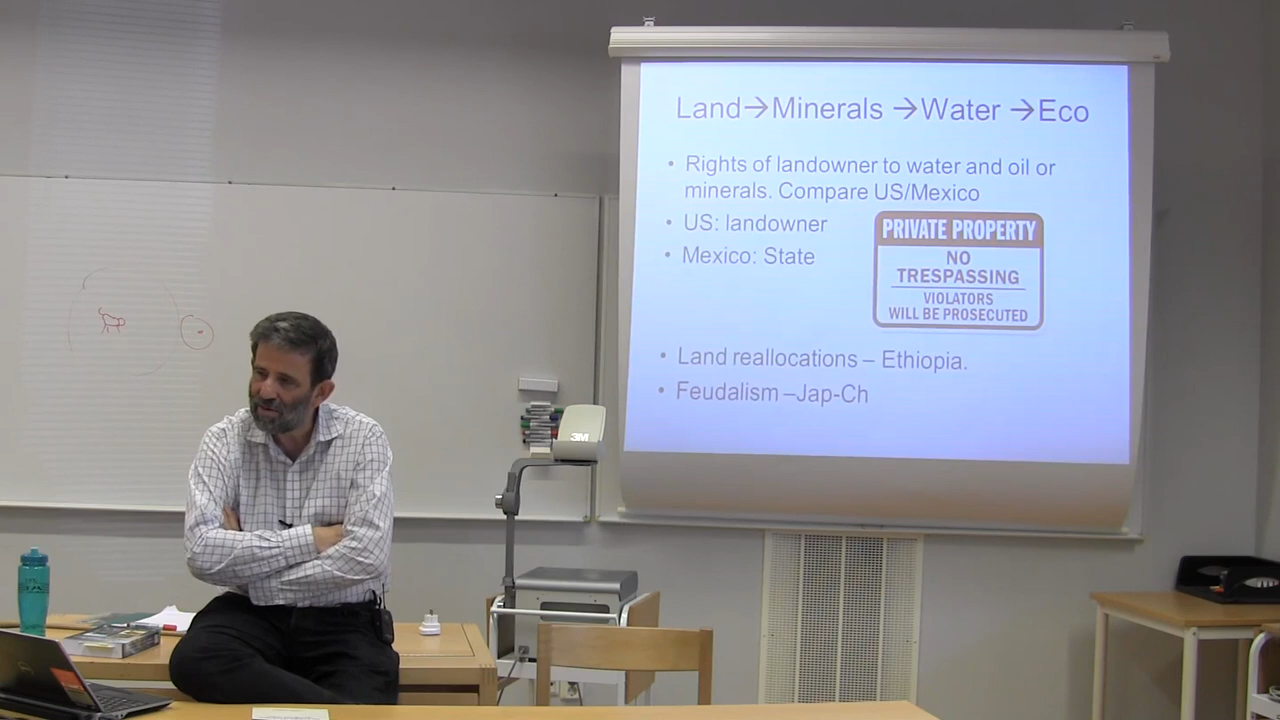 Land→Minerals →Water →Eco
• Rights of landowner to water and oil or
minerals. Compare US/Mexico
• US: landowner
• Mexico: State
PRIVATE PROPERTY
NO
TRESPASSING
VIOLATORS
WILL BE PROSECUTED
• Land reallocations – Ethiopia.
• Feudalism –Jap-Ch
3M